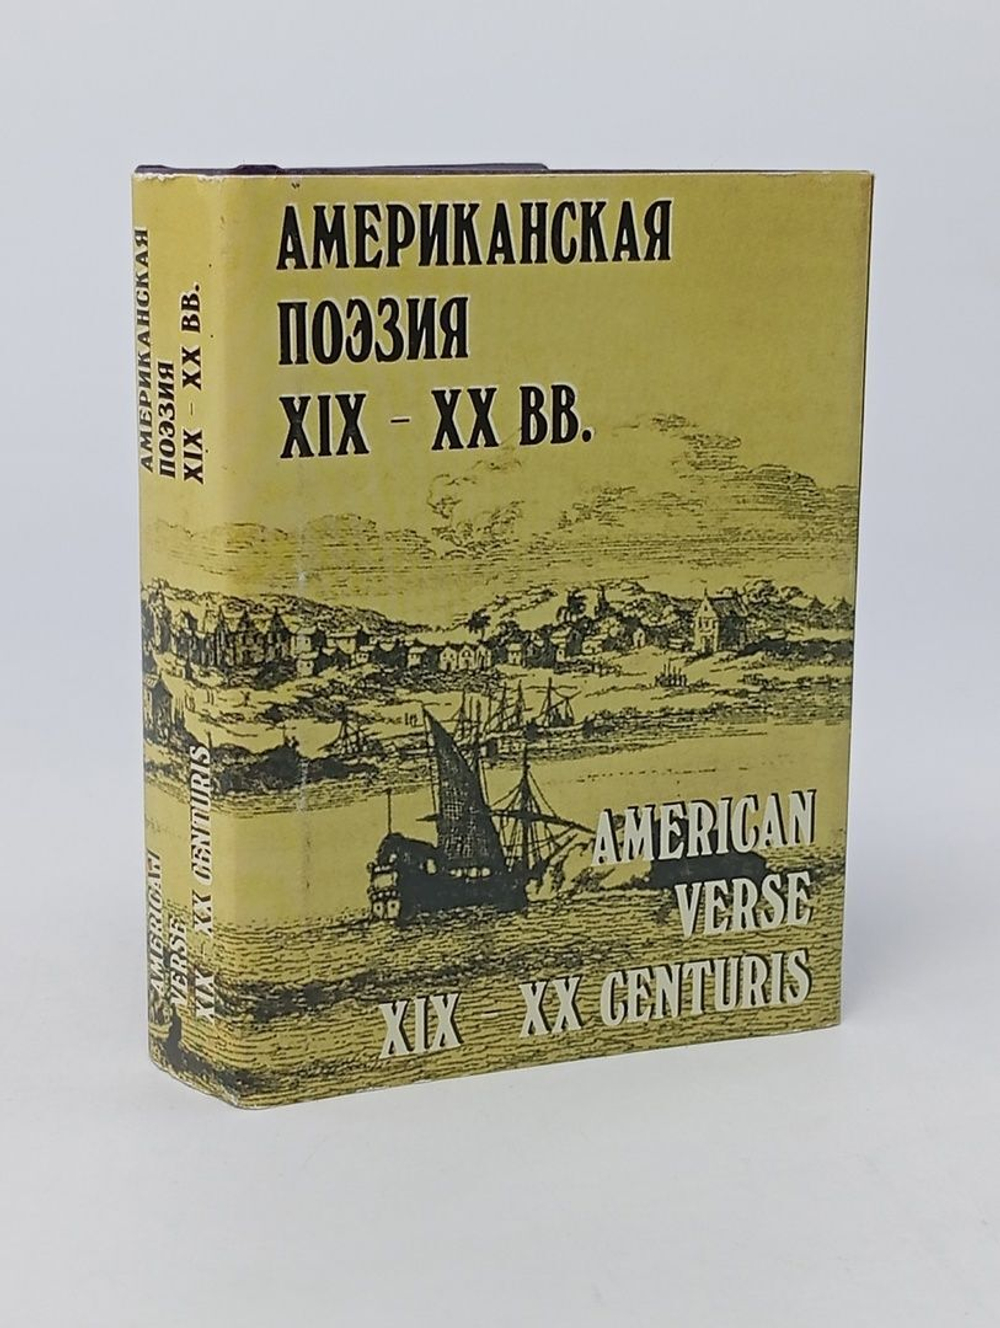 АМЕРИКАНСКАЯ
ПОЭЗИЯ
XIX - XX ВВ.
AMERICAN
VERSE
XIX - XX CENTURIS
АМЕРИКАНСКАЯ
ПОЭЗИЯ
XIX - XX ВВ.
AMERICAN
VERSE
XIX - XX CENTURIS